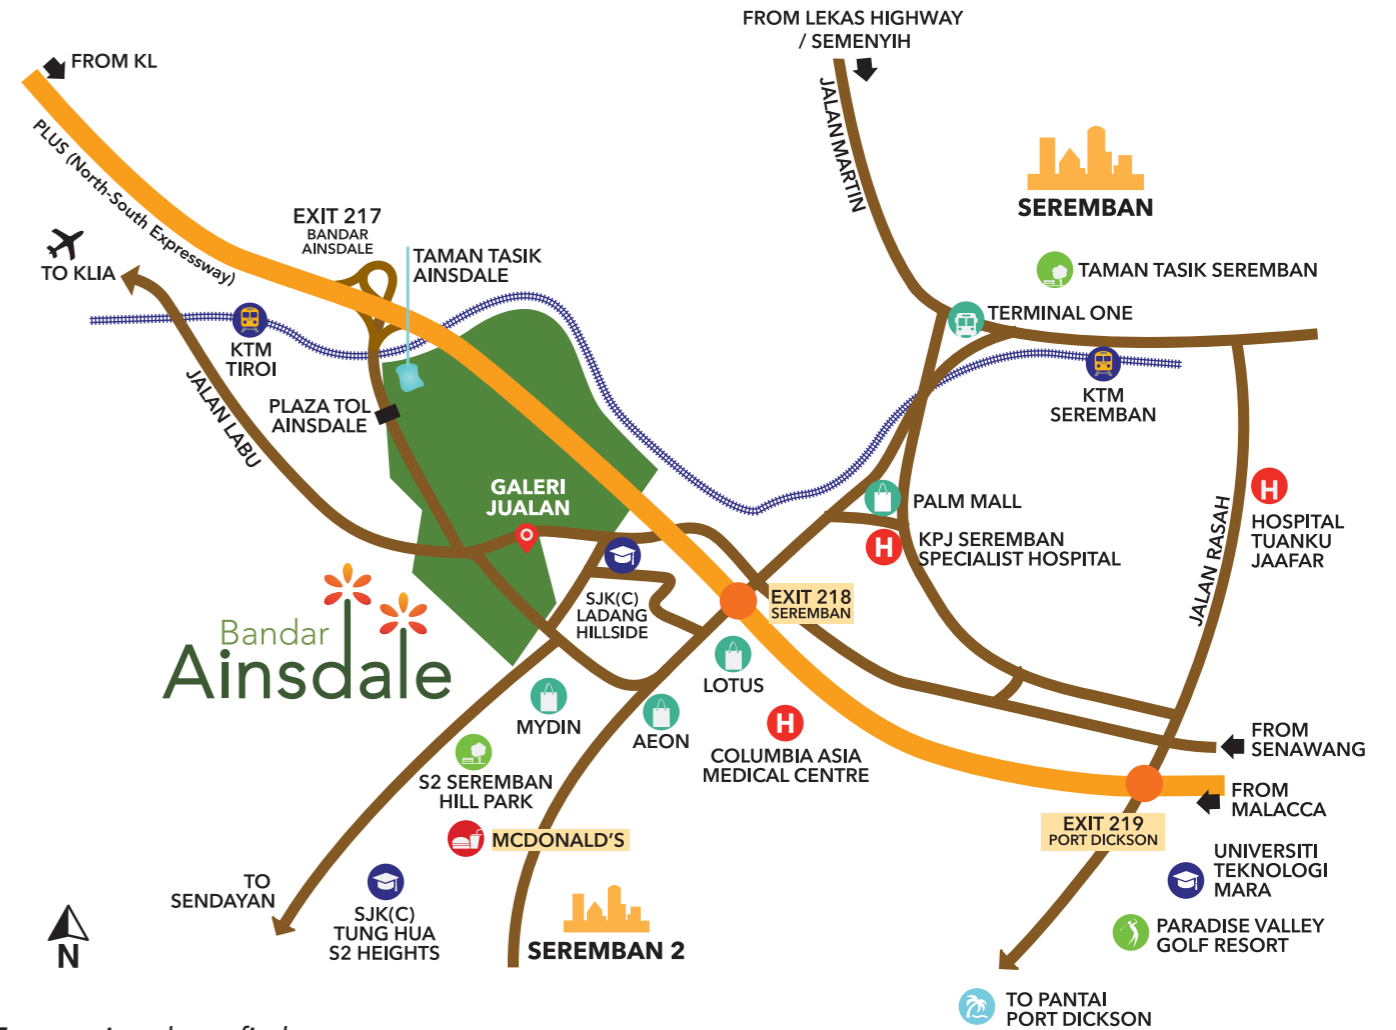 FROM LEKAS HIGHWAY
/ SEMENYIH
FROM KL
PLUS (North-South Expressway)
JALAN MARTIN
SEREMBAN
EXIT 217
BANDAR
AINSDALE
TO KLIA
TAMAN TASIK
AINSDALE
TAMAN TASIK SEREMBAN
TERMINAL ONE
KTM
TIROI
KTM
SEREMBAN
JALAN LABU
PLAZA TOL
AINSDALE
GALERI
JUALAN
PALM MALL
H
KPJ SEREMBAN
SPECIALIST HOSPITAL
H
HOSPITAL
TUANKU
JAAFAR
JALAN RASAH
SJK(C)
LADANG
HILLSIDE
EXIT 218
SEREMBAN
Bandar
Ainsdale
LOTUS
MYDIN
AEON
H
COLUMBIA ASIA
MEDICAL CENTRE
FROM
SENAWANG
FROM
MALACCA
S2 SEREMBAN
HILL PARK
MCDONALD'S
EXIT 219
PORT DICKSON
TO
SENDAYAN
SJK(C)
TUNG HUA
S2 HEIGHTS
UNIVERSITI
TEKNOLOGI
MARA
PARADISE VALLEY
GOLF RESORT
SEREMBAN 2
N
TO PANTAI
PORT DICKSON